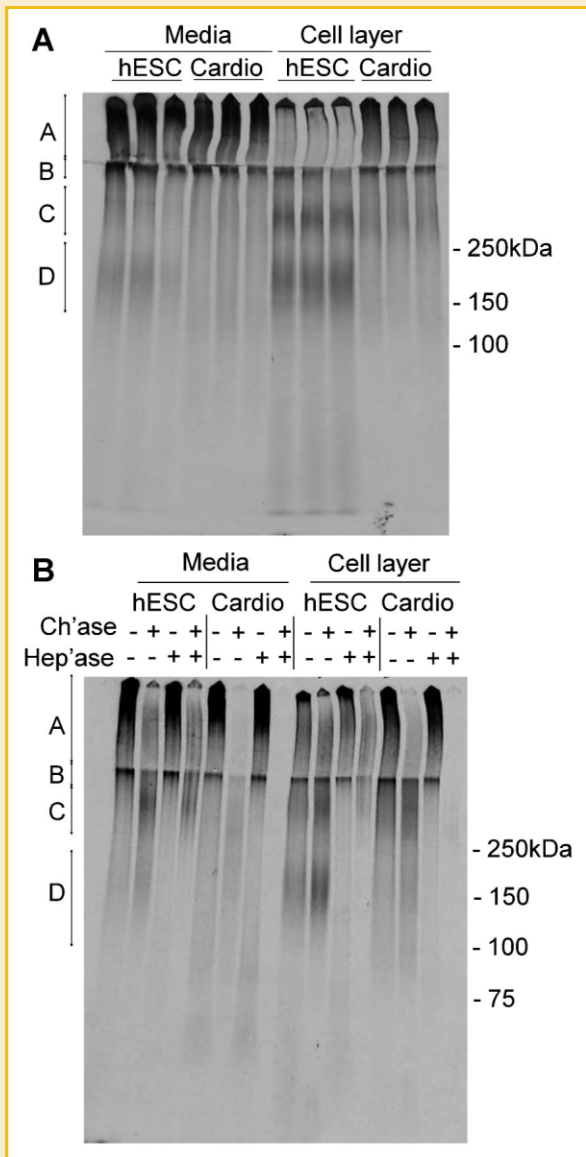 A
Media Cell layer
hESC Cardio hESC Cardio
A
B
C
- 250kDa
D
- 150
- 100
B
Media Cell layer
hESC Cardio hESC Cardio
Ch'ase - + - + - + - + - + - + - + - +
Hep'ase - - + + - - + + - - + + - - + +
A
B
C
- 250kDa
D
- 150
- 100
- 75